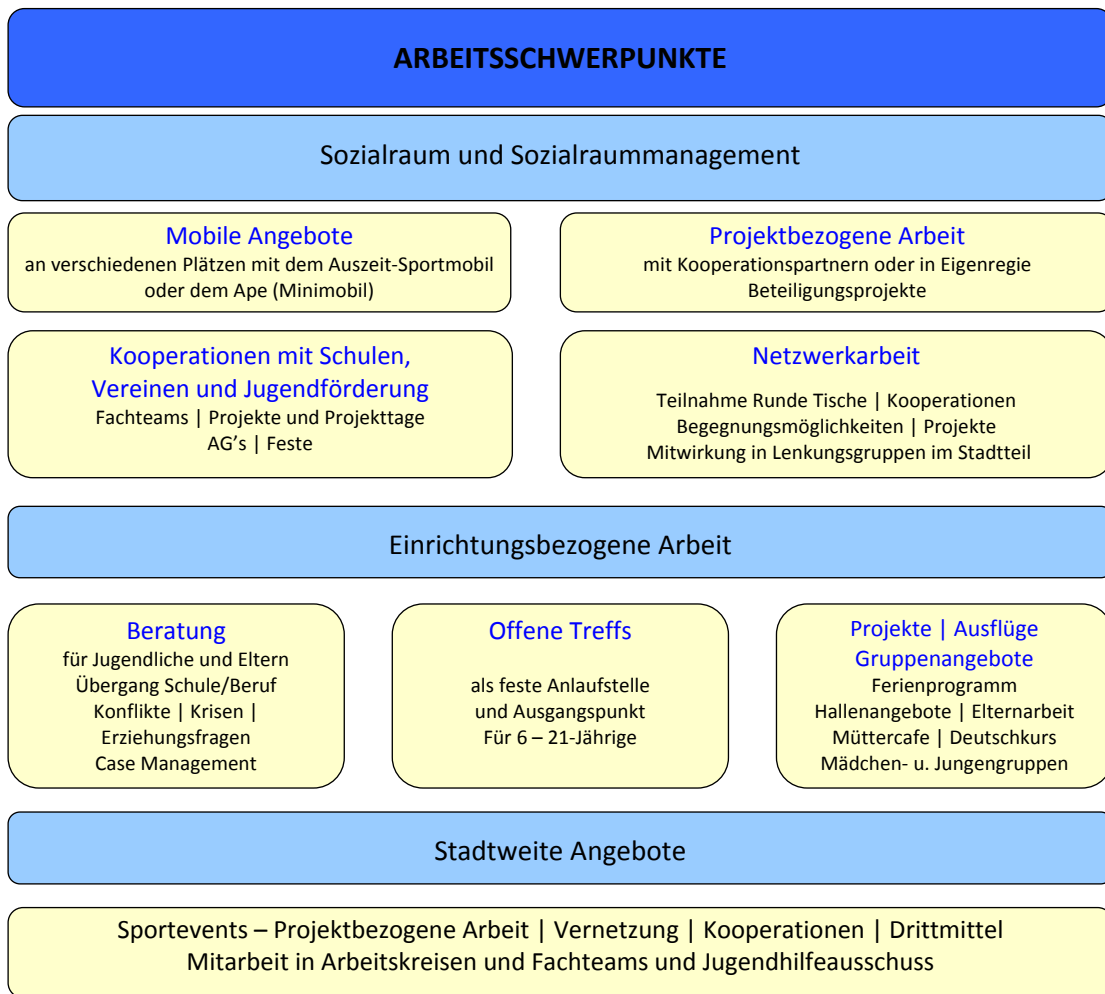 ARBEITSSCHWERPUNKTE
Sozialraum und Sozialraummanagement
Mobile Angebote
an verschiedenen Plätzen mit dem Auszeit-Sportmobil
oder dem Ape (Minimobil)
Projektbezogene Arbeit
mit Kooperationspartnern oder in Eigenregie
Beteiligungsprojekte
Kooperationen mit Schulen,
Vereinen und Jugendförderung
Fachteams | Projekte und Projekttage
AG's | Feste
Netzwerkarbeit
Teilnahme Runde Tische | Kooperationen
Begegnungsmöglichkeiten | Projekte
Mitwirkung in Lenkungsgruppen im Stadtteil
Einrichtungsbezogene Arbeit
Beratung
für Jugendliche und Eltern
Übergang Schule/Beruf
Konflikte | Krisen |
Erziehungsfragen
Case Management
Offene Treffs
als feste Anlaufstelle
und Ausgangspunkt
Für 6 – 21-Jährige
Projekte | Ausflüge
Gruppenangebote
Ferienprogramm
Hallenangebote | Elternarbeit
Müttercafe | Deutschkurs
Mädchen- u. Jungengruppen
Stadtweite Angebote
Sportevents – Projektbezogene Arbeit | Vernetzung | Kooperationen | Drittmittel
Mitarbeit in Arbeitskreisen und Fachteams und Jugendhilfeausschuss